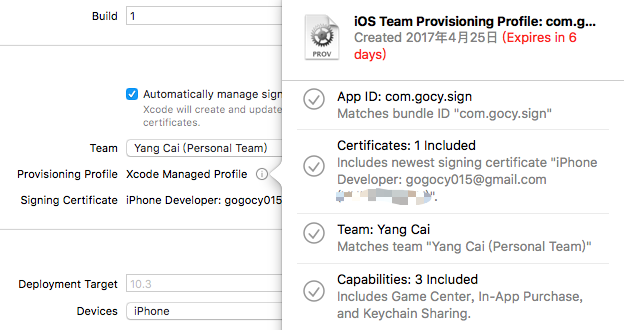 Build
1
Automatically manage sign
Xcode will create and update
certificates.
Team
Yang Cai (Personal Team)
Provisioning Profile
Xcode Managed Profile
Signing Certificate
iPhone Developer: gogocy015
Deployment Target
10.3
Devices
iPhone
PROV
iOS Team Provisioning Profile: com.g...
Created 2017年4月25日 (Expires in 6
days)
App ID: com.gocy.sign
Matches bundle ID "com.gocy.sign"
Certificates: 1 Included
Includes newest signing certificate "iPhone
Developer: gogocy015@gmail.com
".
Team: Yang Cai
Matches team "Yang Cai (Personal Team)"
Capabilities: 3 Included
Includes Game Center, In-App Purchase,
and Keychain Sharing.